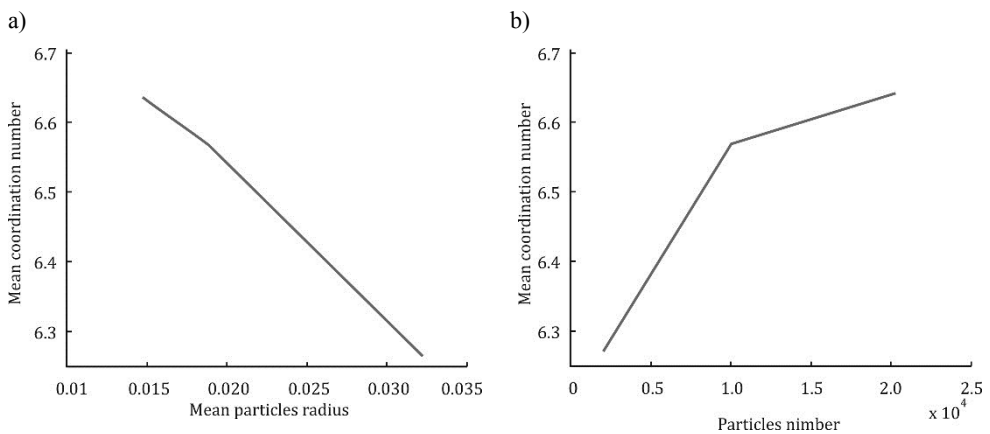 a)
6.7
6.6
6.5
6.4
6.3
Mean coordination number
0.01 0.015 0.020 0.025 0.030 0.035
Mean particles radius
b)
6.7
6.6
6.5
6.4
6.3
Mean coordination number
0 0.5 1.0 1.5 2.0 2.5
x 10⁴
Particles nimber